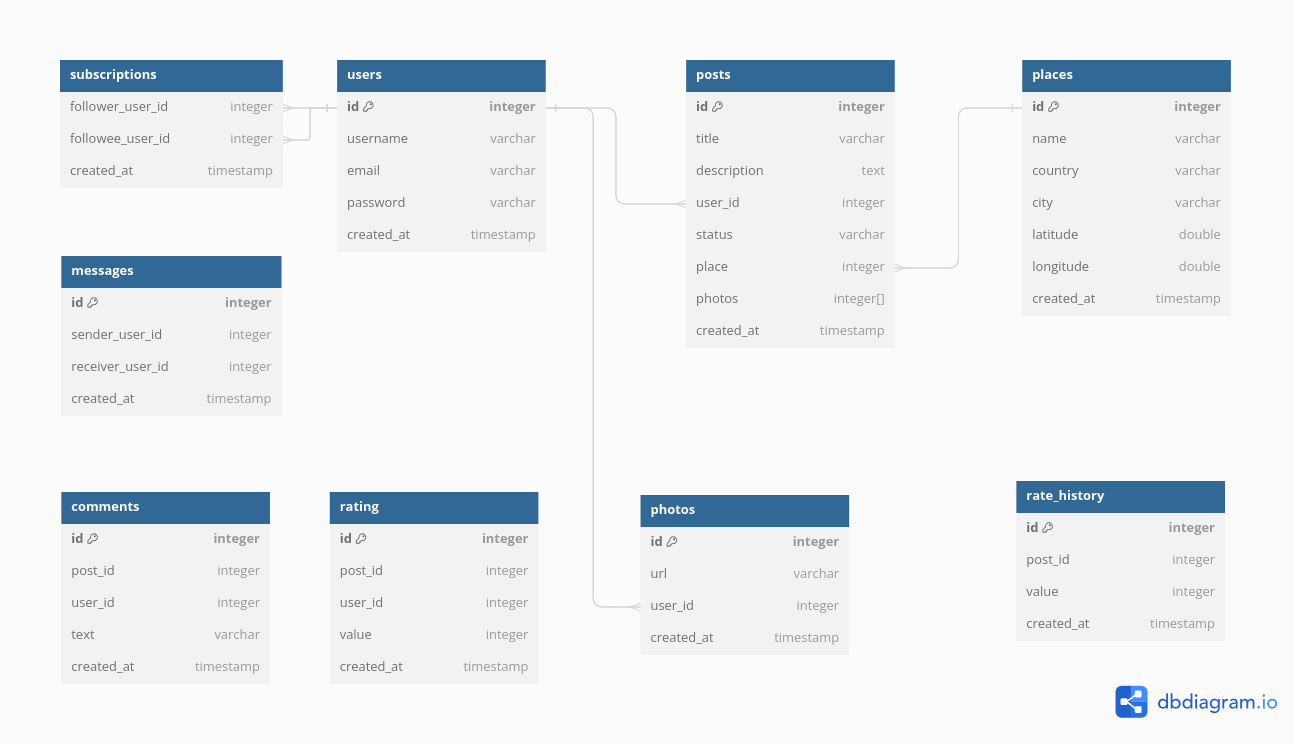 subscriptions
follower_user_id integer
followee_user_id integer
created_at timestamp
users
id integer
username varchar
email varchar
password varchar
created_at timestamp
posts
id integer
title varchar
description text
user_id integer
status varchar
place integer
photos integer[]
created_at timestamp
places
id integer
name varchar
country varchar
city varchar
latitude double
longitude double
created_at timestamp
messages
id integer
sender_user_id integer
receiver_user_id integer
created_at timestamp
comments
id integer
post_id integer
user_id integer
text varchar
created_at timestamp
rating
id integer
post_id integer
user_id integer
value integer
created_at timestamp
photos
id integer
url varchar
user_id integer
created_at timestamp
rate_history
id integer
post_id integer
value integer
created_at timestamp
dbdiagram.io